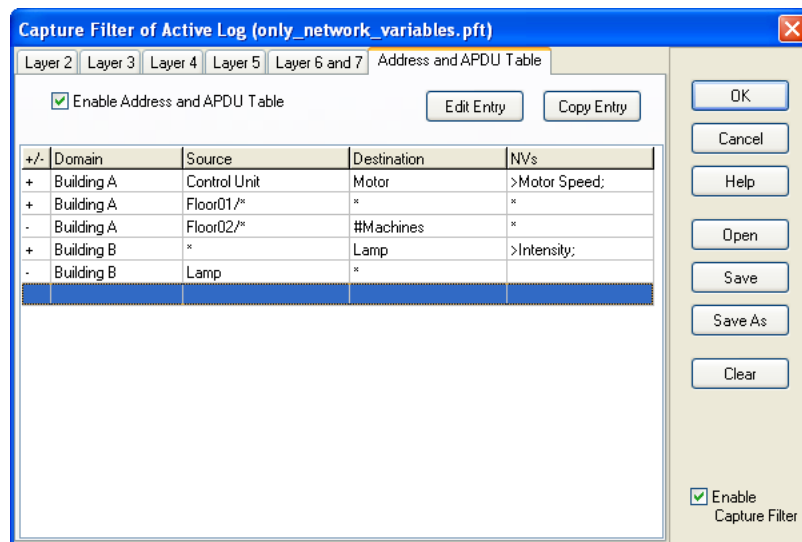 Capture Filter of Active Log (only_network_variables.pft)
Layer 2 Layer 3 Layer 4 Layer 5 Layer 6 and 7 Address and APDU Table
Enable Address and APDU Table Edit Entry Copy Entry
+/- Domain Source Destination NVs
+ Building A Control Unit Motor >Motor Speed;
+ Building A Floor01/* * *
- Building A Floor02/* #Machines *
+ Building B * Lamp >Intensity;
- Building B Lamp *
OK
Cancel
Help
Open
Save
Save As
Clear
Enable
Capture Filter